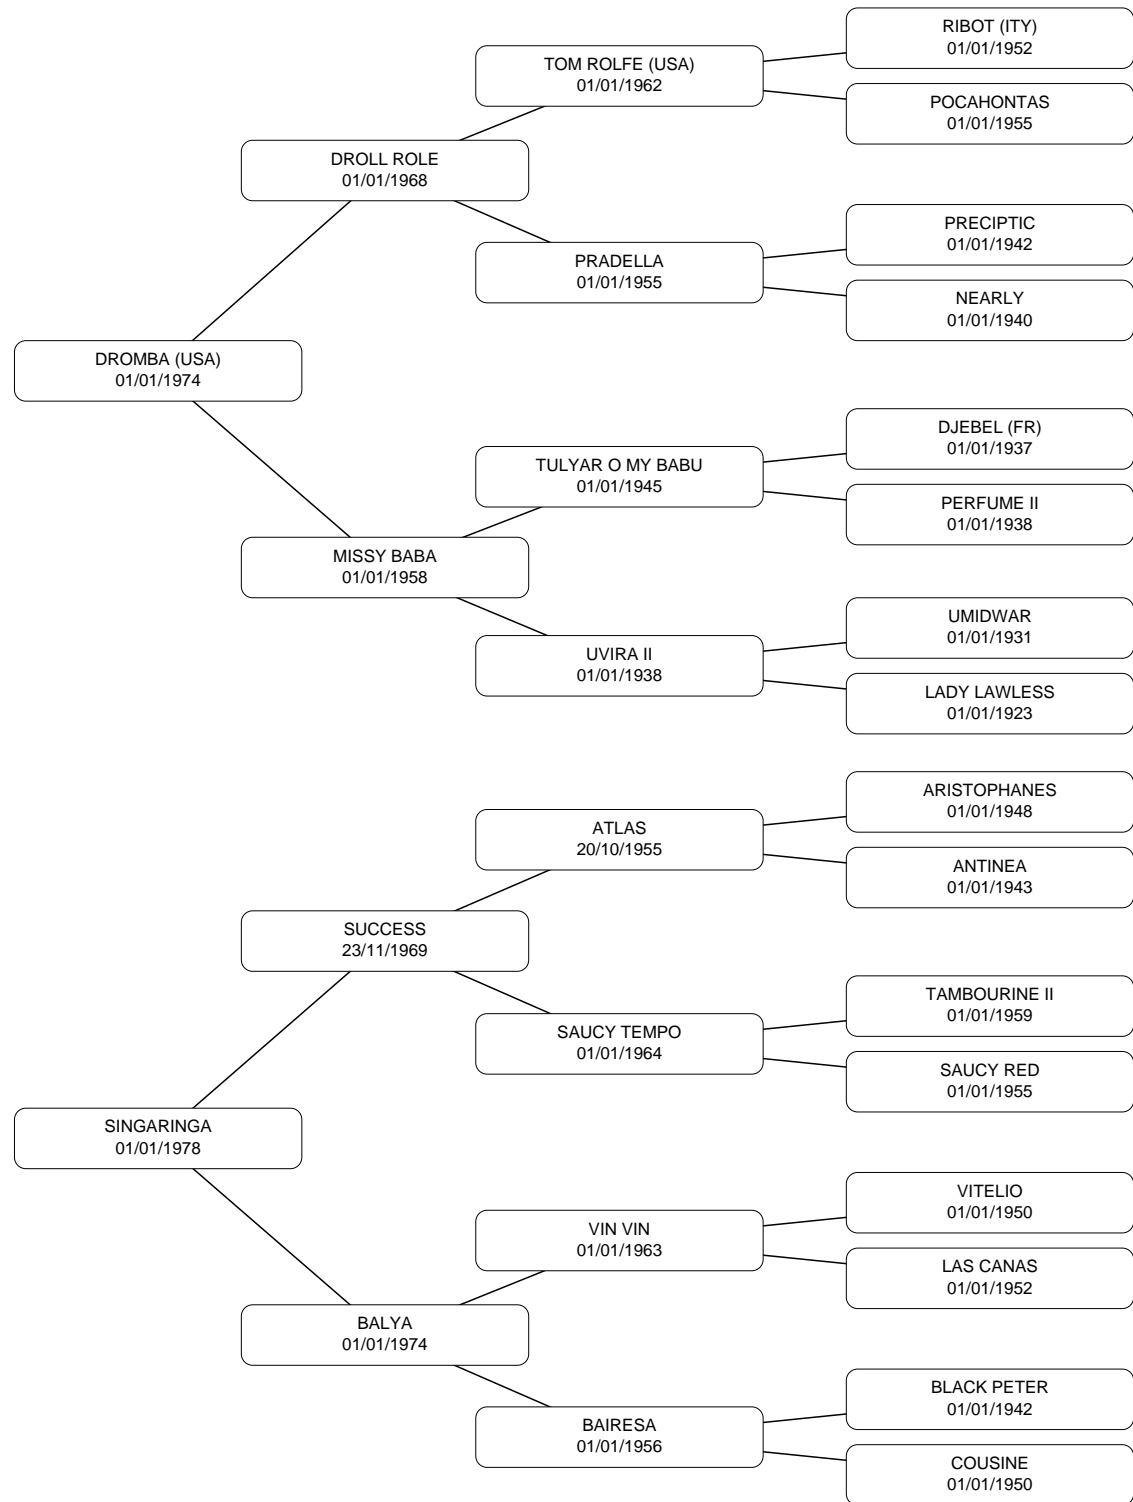 RIBOT (ITY)
01/01/1952
TOM ROLFE (USA)
01/01/1962
POCAHONTAS
01/01/1955
DROLL ROLE
01/01/1968
PRECIPTIC
01/01/1942
PRADELLA
01/01/1955
NEARLY
01/01/1940
DROMBA (USA)
01/01/1974
DJEBEL (FR)
01/01/1937
TULYAR O MY BABU
01/01/1945
PERFUME II
01/01/1938
MISSY BABA
01/01/1958
UMIDWAR
01/01/1931
UVIRA II
01/01/1938
LADY LAWLESS
01/01/1923
ARISTOPHANES
01/01/1948
ATLAS
20/10/1955
ANTINEA
01/01/1943
SUCCESS
23/11/1969
TAMBOURINE II
01/01/1959
SAUCY TEMPO
01/01/1964
SAUCY RED
01/01/1955
SINGARINGA
01/01/1978
VITELIO
01/01/1950
VIN VIN
01/01/1963
LAS CANAS
01/01/1952
BALYA
01/01/1974
BLACK PETER
01/01/1942
BAIRESA
01/01/1956
COUSINE
01/01/1950